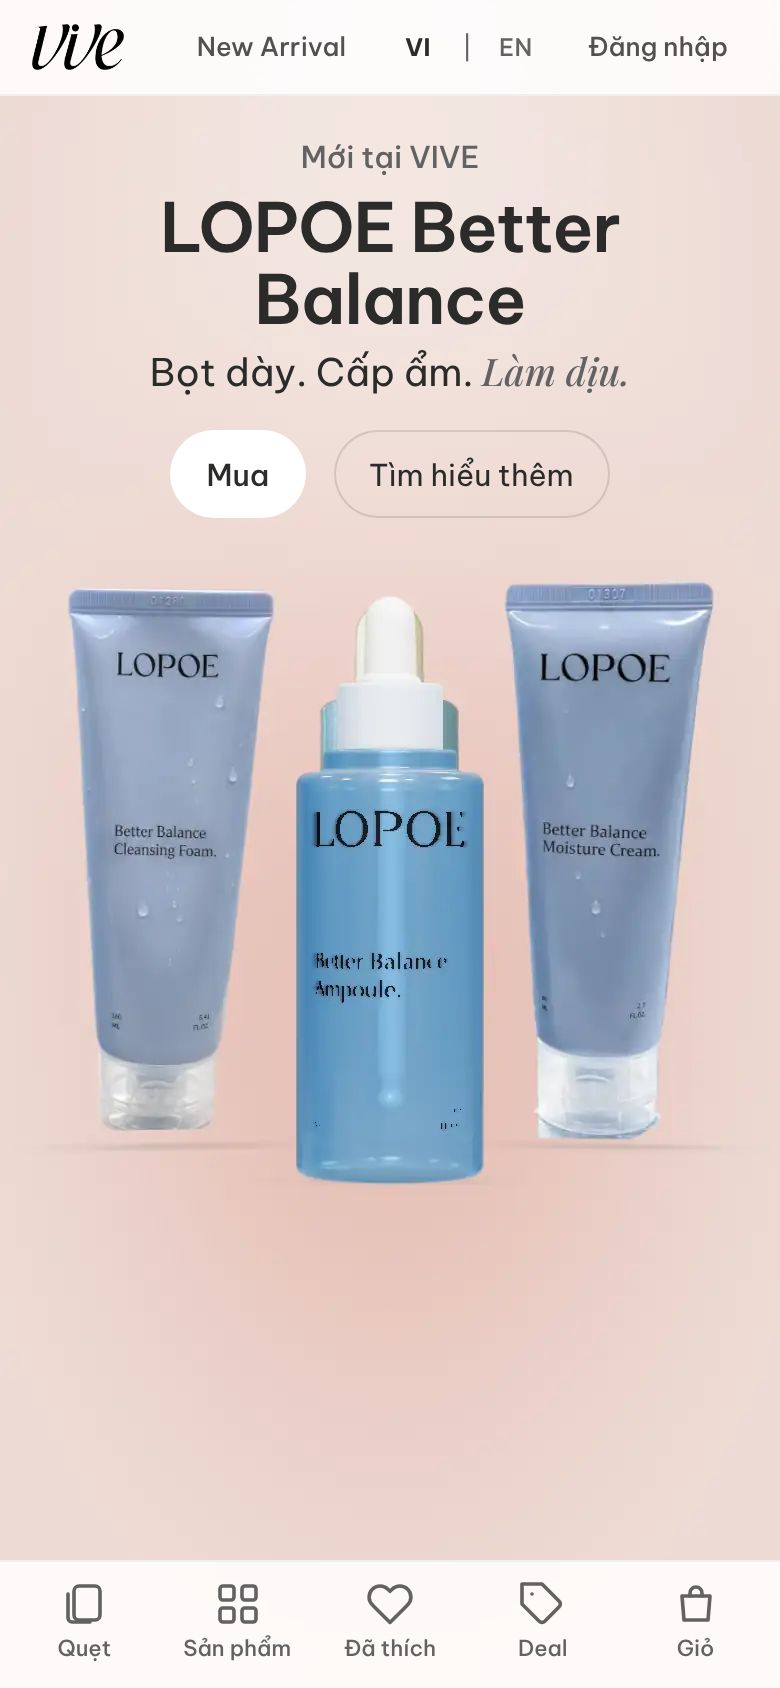 ViVe
New Arrival
VI | EN
Đăng nhập
Mới tại VIVE
LOPOE Better
Balance
Bọt dày. Cấp ẩm. Làm dịu.
Mua
Tìm hiểu thêm
LOPOE
Better Balance
Cleansing Foam.
LOPOE
Better Balance
Ampoule.
01307
LOPOE
Better Balance
Moisture Cream.
Quẹt
Sản phẩm
Đã thích
Deal
Giỏ